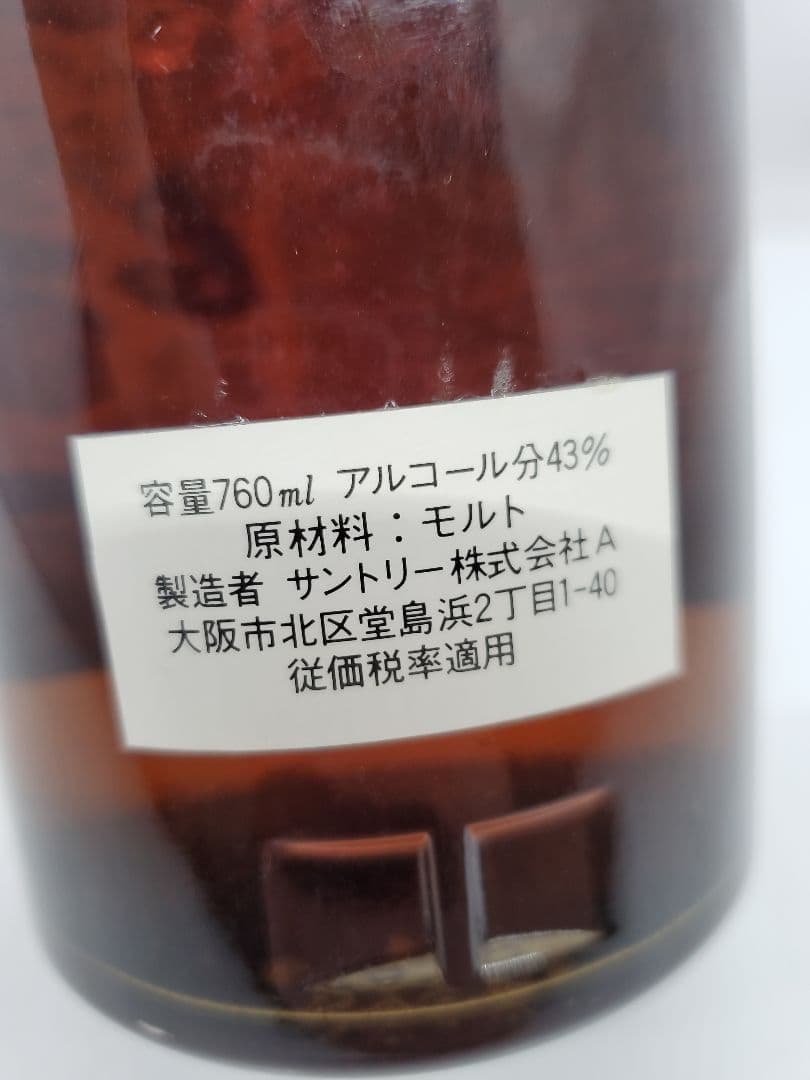 容量760ml アルコール分43%
原材料：モルト
製造者 サントリー株式会社A
大阪市北区堂島浜2丁目1-40
従価税率適用